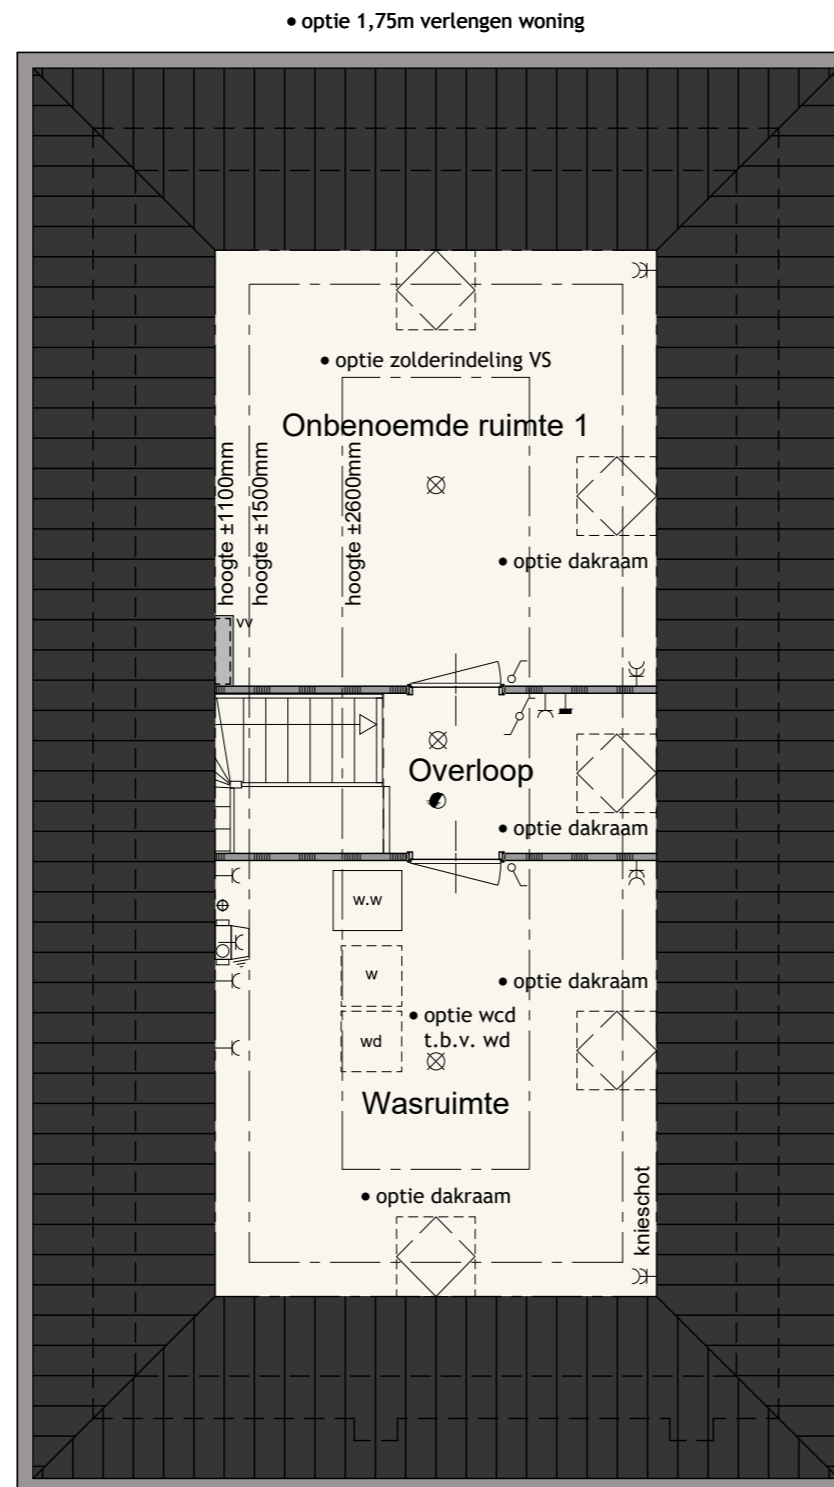 • optie 1,75m verlengen woning
• optie zolderindeling VS
Onbenoemde ruimte 1
hoogte ±1100mm
hoogte ±1500mm
hoogte ±2600mm
• optie dakraam
vv
Overloop
• optie dakraam
w.w
w
• optie dakraam
• optie wcd
t.b.v. wd
wd
Wasruimte
• optie dakraam
knieschot